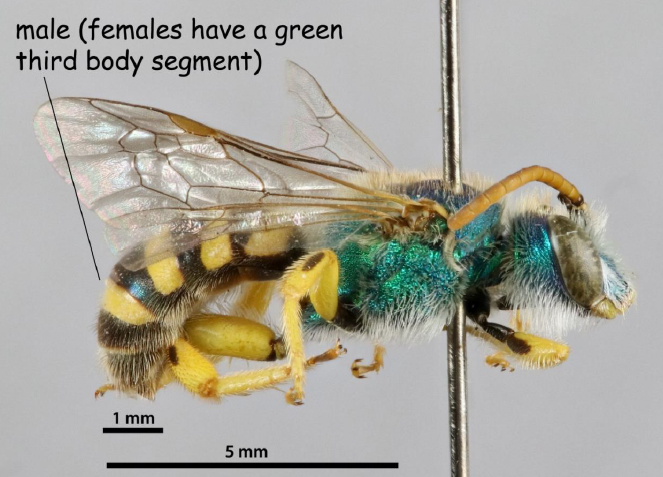 male (females have a green
third body segment)
1 mm
5 mm